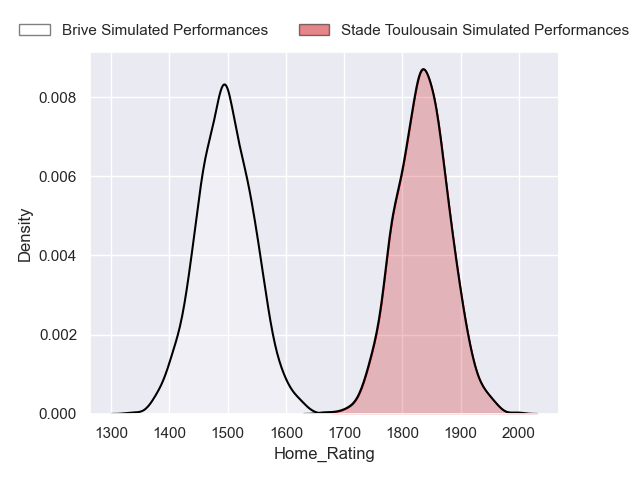 Brive Simulated Performances Stade Toulousain Simulated Performances
0.008
0.006
0.004
0.002
0.000
Density
1300 1400 1500 1600 1700 1800 1900 2000
Home_Rating